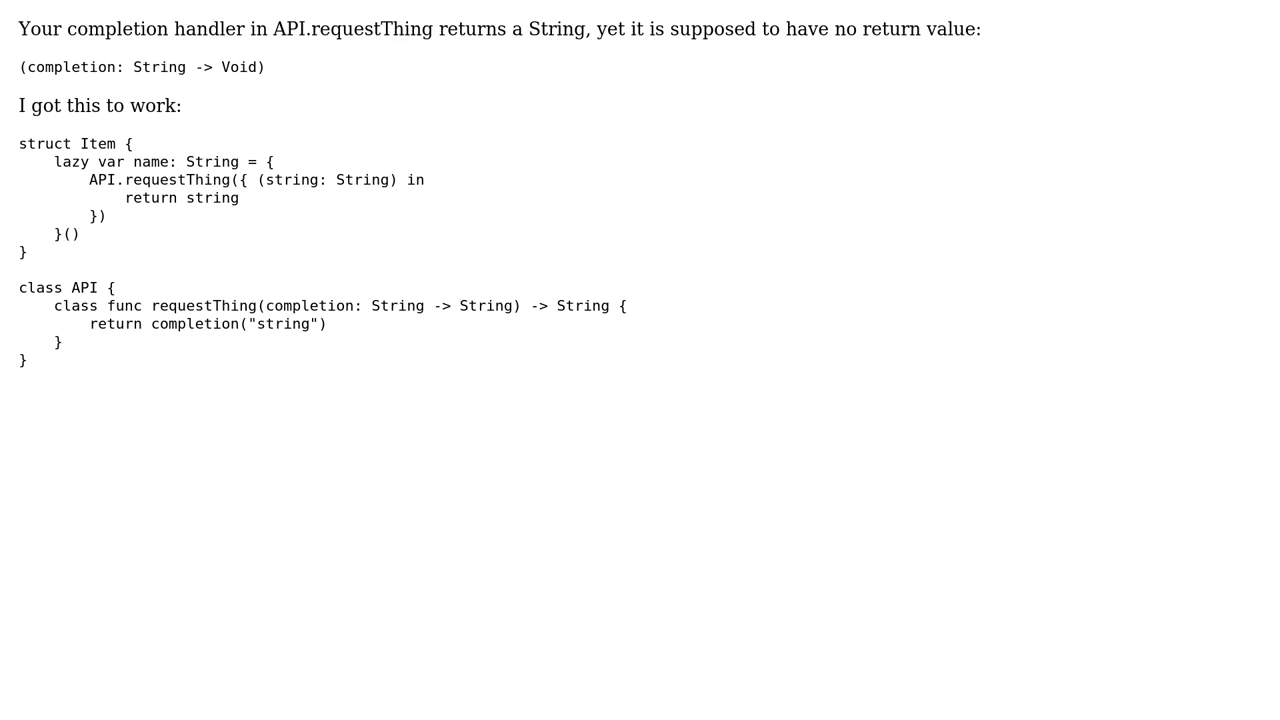 Your completion handler in API.requestThing returns a String, yet it is supposed to have no return value:
(completion: String -> Void)
I got this to work:
struct Item {
    lazy var name: String = {
        API.requestThing({ (string: String) in
            return string
        })
    }()
}
class API {
    class func requestThing(completion: String -> String) -> String {
        return completion("string")
    }
}